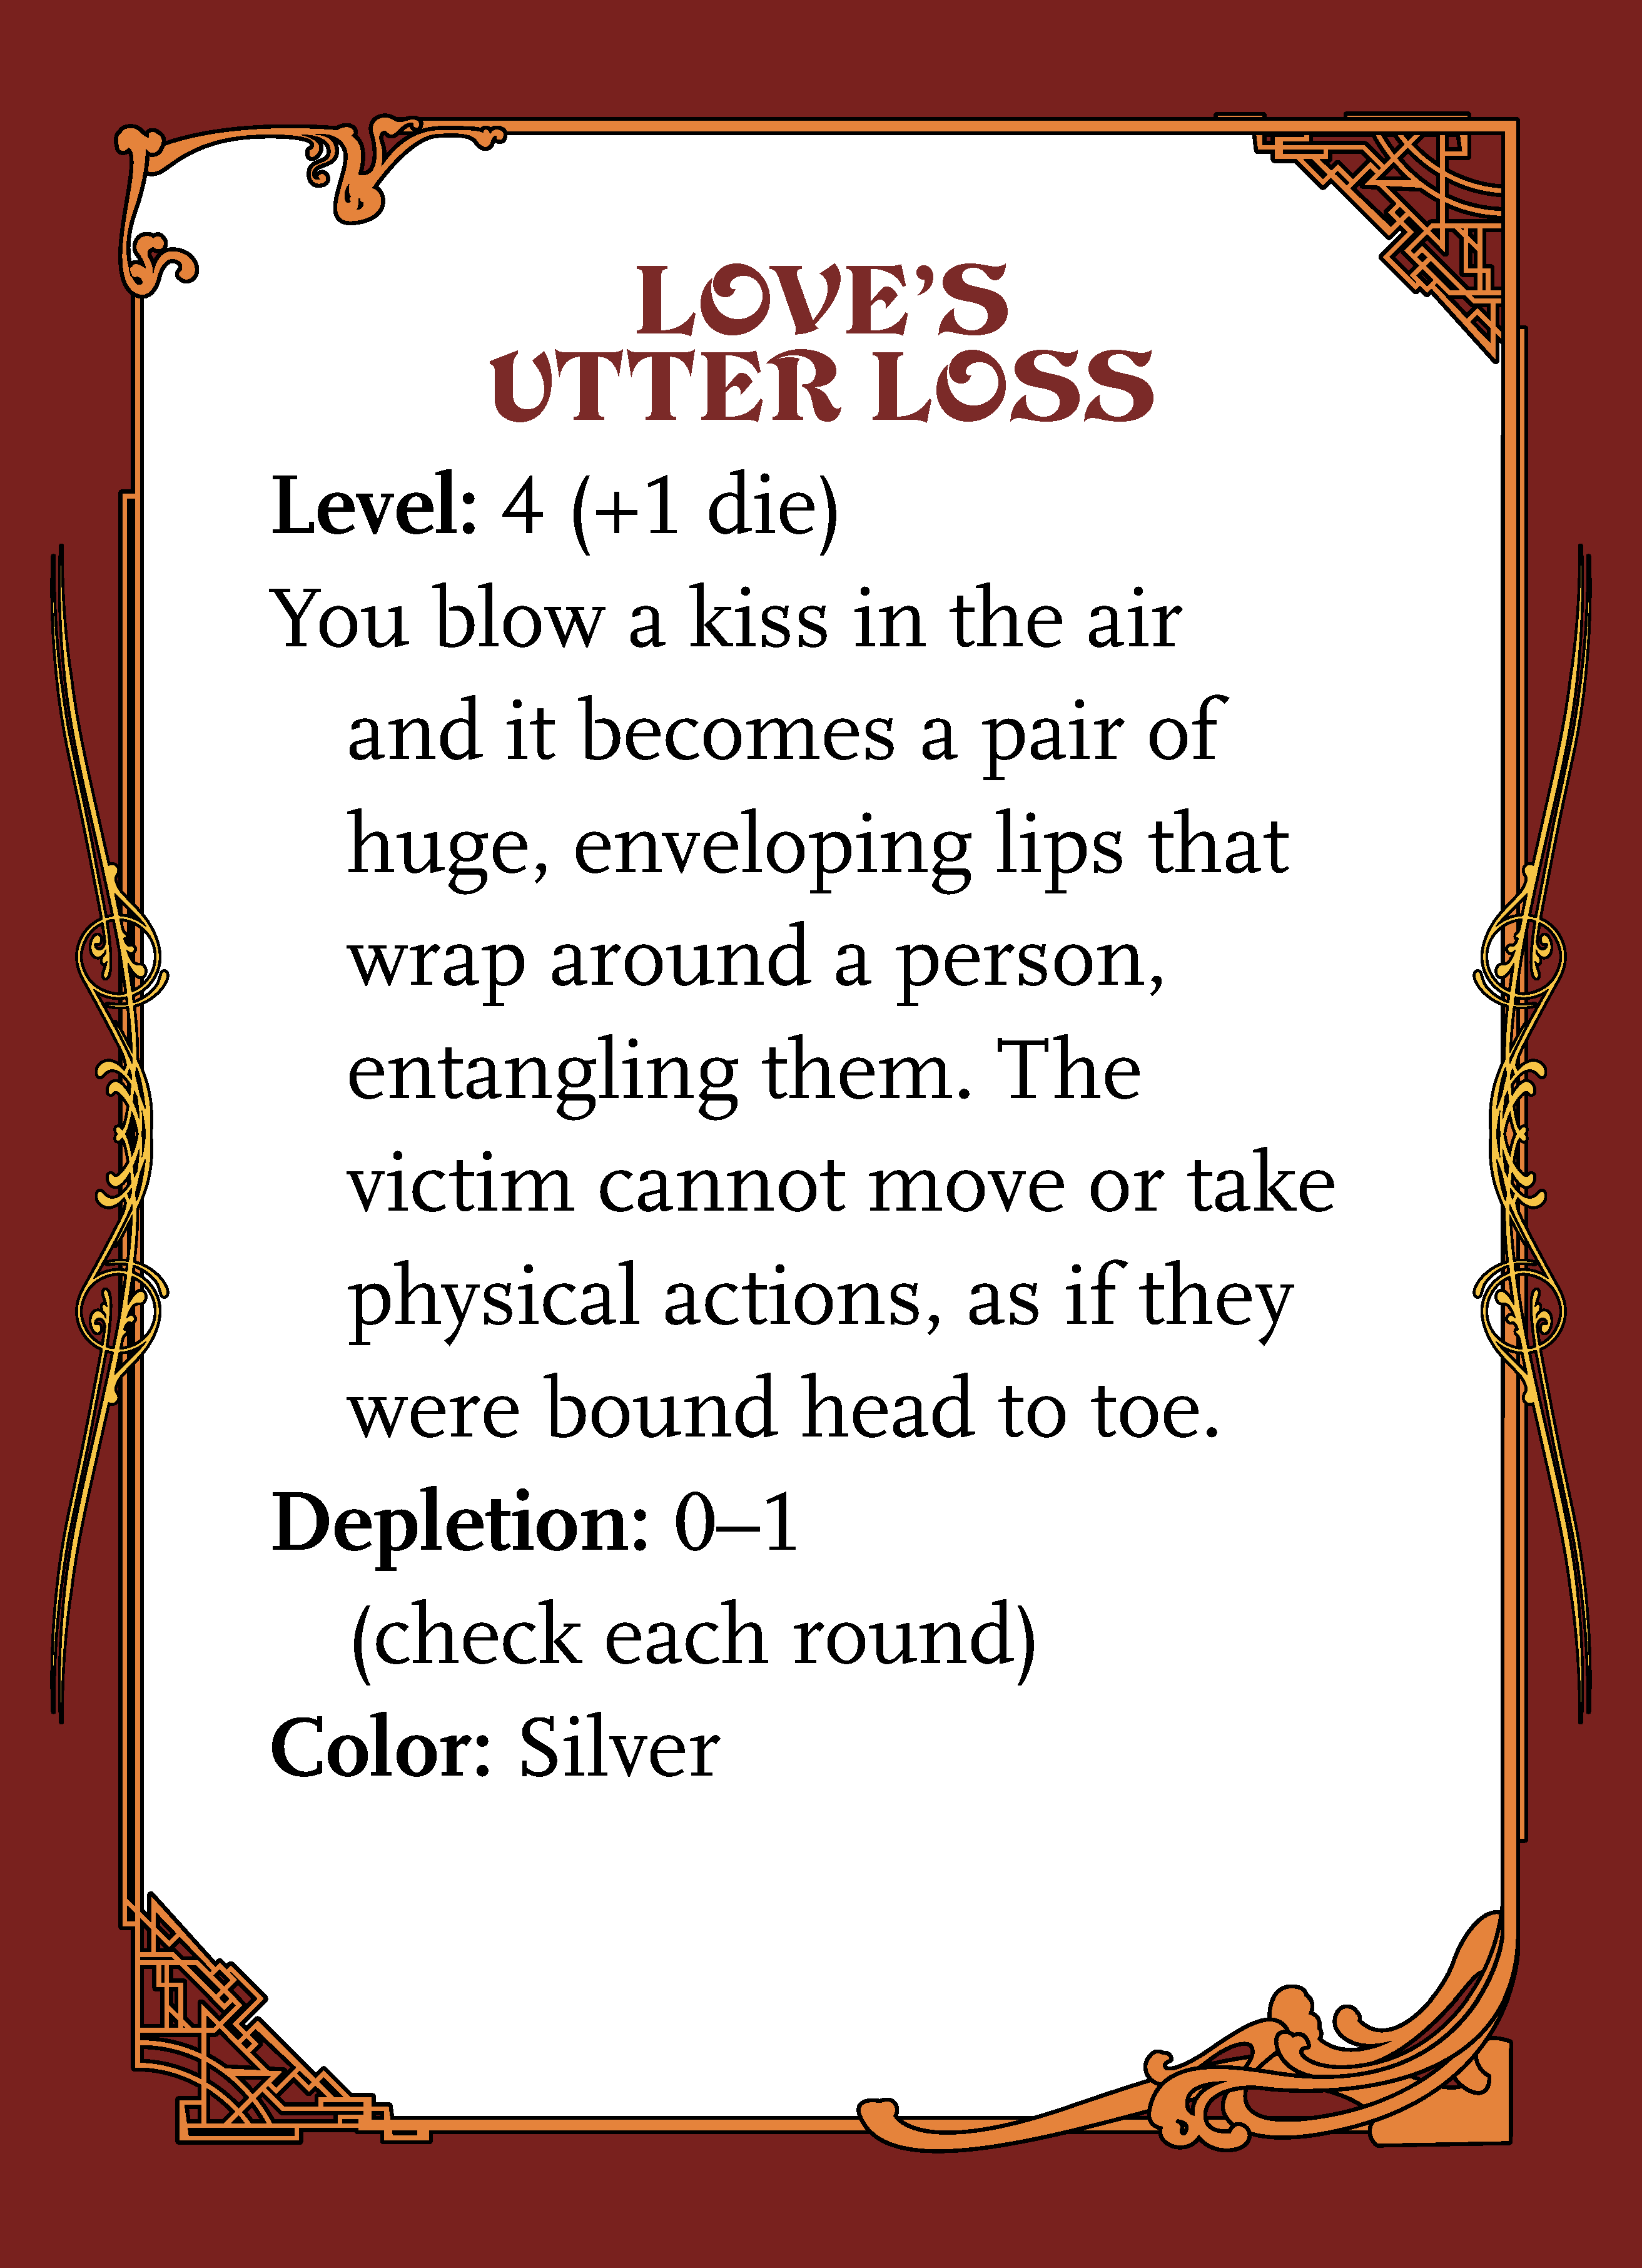 LOVE’S
UTTER LOSS
Level: 4 (+1 die)
You blow a kiss in the air
and it becomes a pair of
huge, enveloping lips that
wrap around a person,
entangling them. The
victim cannot move or take
physical actions, as if they
were bound head to toe.
Depletion: 0–1
(check each round)
Color: Silver